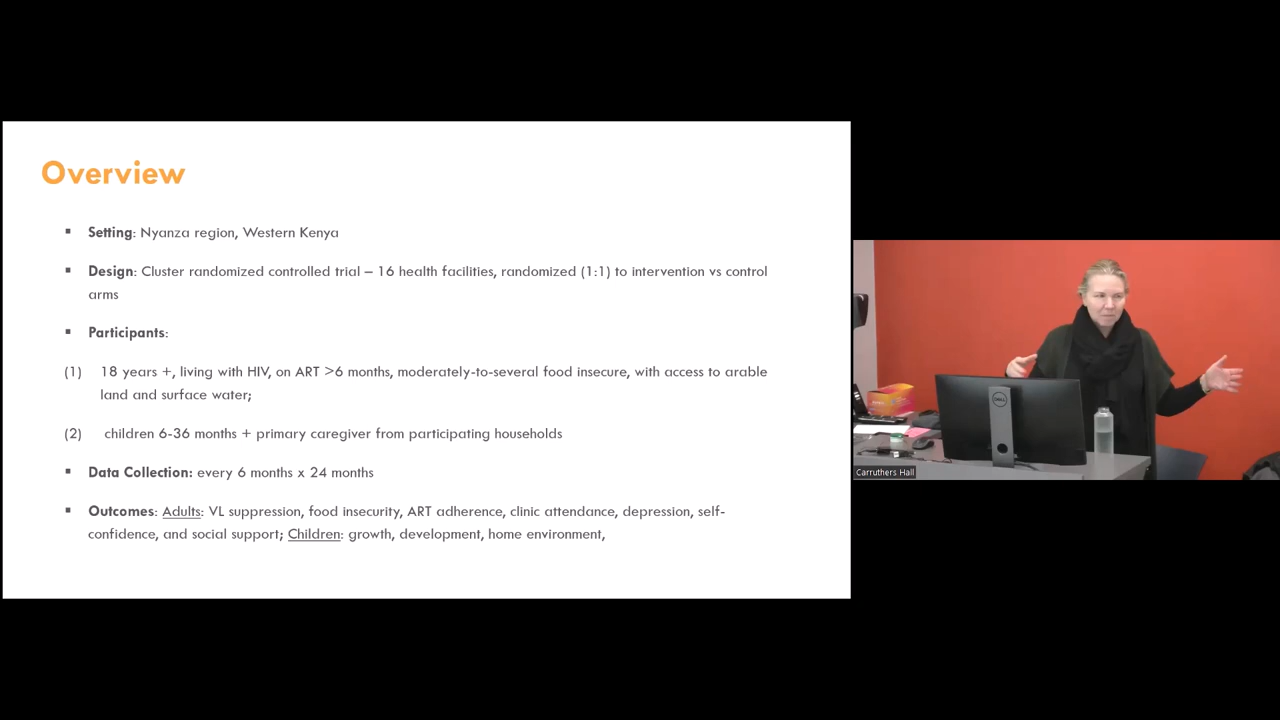 Overview
▪ Setting: Nyanza region, Western Kenya
▪ Design: Cluster randomized controlled trial – 16 health facilities, randomized (1:1) to intervention vs control
arms
▪ Participants:
(1) 18 years +, living with HIV, on ART >6 months, moderately-to-several food insecure, with access to arable
land and surface water;
(2) children 6-36 months + primary caregiver from participating households
▪ Data Collection: every 6 months x 24 months
▪ Outcomes: Adults: VL suppression, food insecurity, ART adherence, clinic attendance, depression, self-
confidence, and social support; Children: growth, development, home environment,
DELL
Carruthers Hall